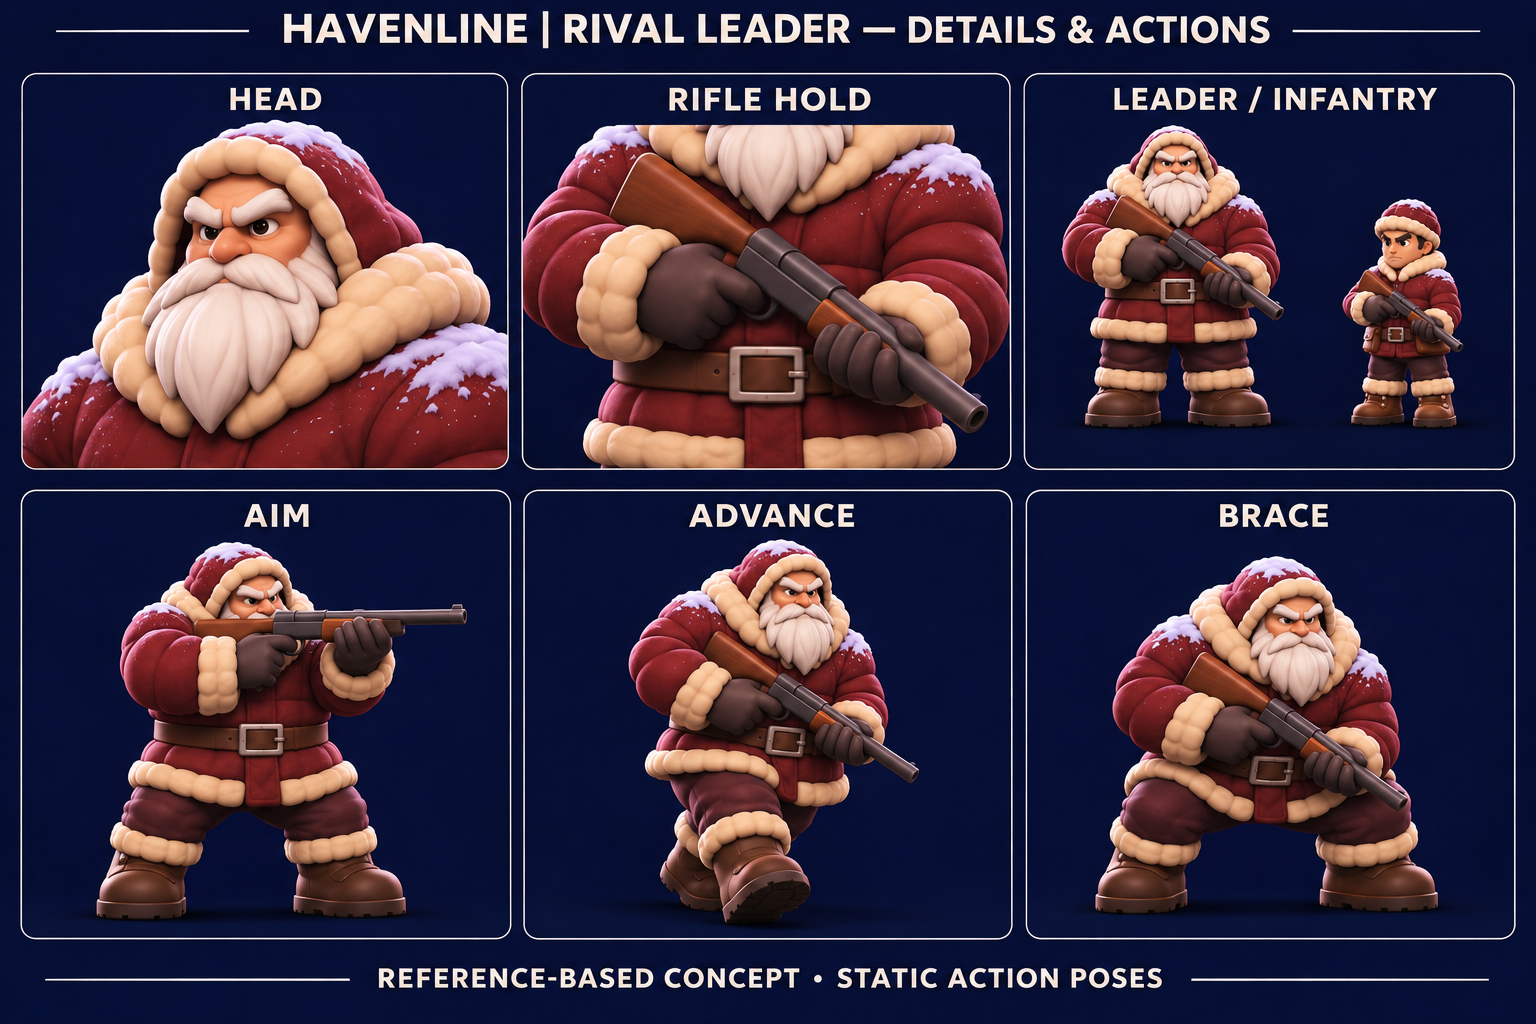 HAVENLINE | RIVAL LEADER — DETAILS & ACTIONS
HEAD
RIFLE HOLD
LEADER / INFANTRY
AIM
ADVANCE
BRACE
REFERENCE-BASED CONCEPT • STATIC ACTION POSES